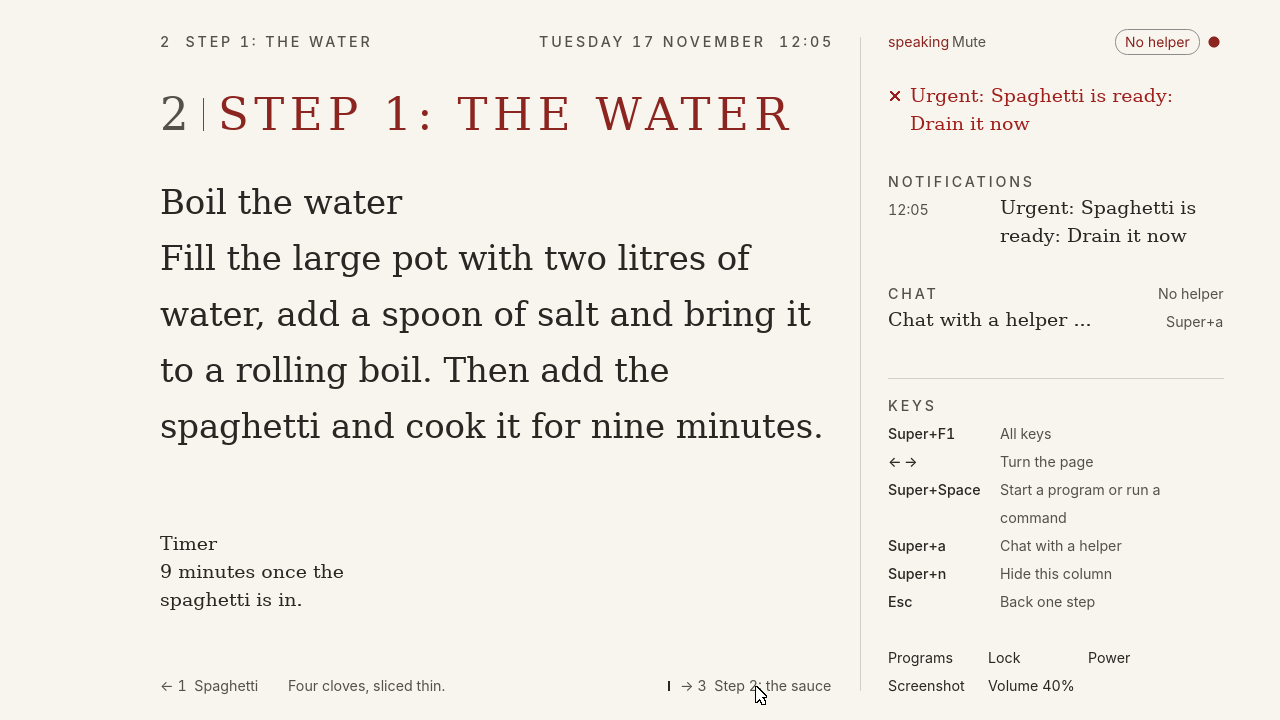 2 STEP 1: THE WATER
TUESDAY 17 NOVEMBER 12:05
2 STEP 1: THE WATER
Boil the water
Fill the large pot with two litres of
water, add a spoon of salt and bring it
to a rolling boil. Then add the
spaghetti and cook it for nine minutes.
Timer
9 minutes once the
spaghetti is in.
← 1 Spaghetti Four cloves, sliced thin.
→ 3 Step 2: the sauce
speaking Mute
No helper
× Urgent: Spaghetti is ready:
Drain it now
NOTIFICATIONS
12:05 Urgent: Spaghetti is
ready: Drain it now
CHAT No helper
Chat with a helper ... Super+a
KEYS
Super+F1 All keys
← → Turn the page
Super+Space Start a program or run a
command
Super+a Chat with a helper
Super+n Hide this column
Esc Back one step
Programs Lock Power
Screenshot Volume 40%